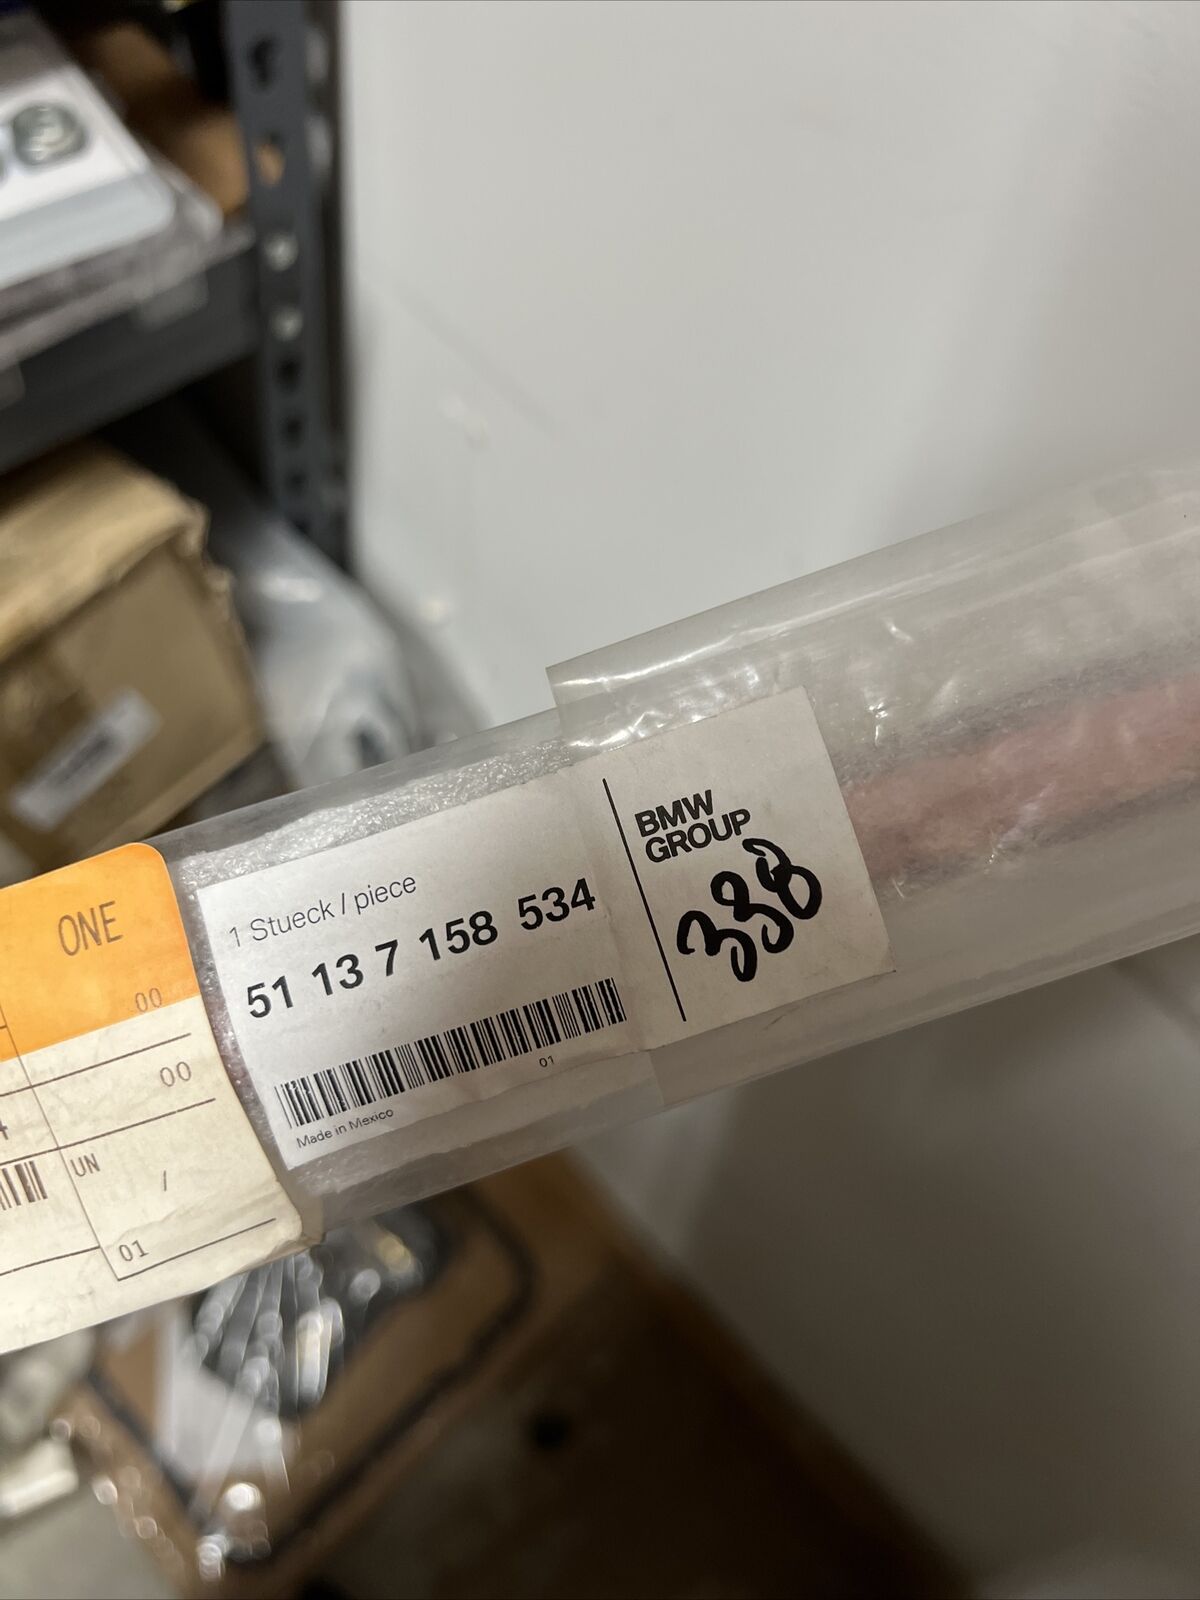 ONE
00
00
UN
/
01
1 Stueck / piece
51 13 7 158 534
01
Made in Mexico
BMW
GROUP
338